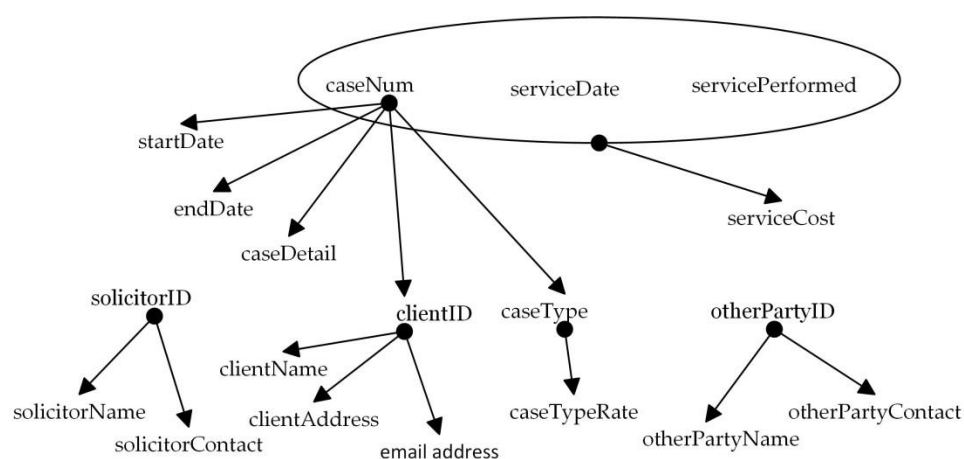 caseNum
serviceDate
servicePerformed
startDate
endDate
serviceCost
caseDetail
solicitorID
clientID
caseType
otherPartyID
clientName
solicitorName
clientAddress
caseTypeRate
otherPartyContact
solicitorContact
email address
otherPartyName